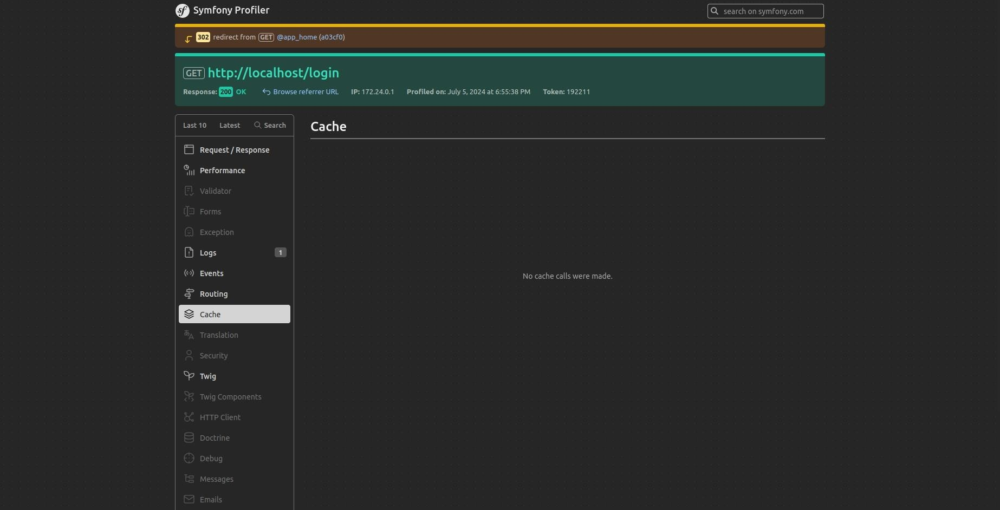 Symfony Profiler
search on symfony.com
302 redirect from GET @app_home (a03cf0)
GET http://localhost/login
Response: 200 OK Browse referrer URL IP: 172.24.0.1 Profiled on: July 5, 2024 at 6:55:38 PM Token: 192211
Last 10 Latest Search
Cache
Request / Response
Performance
Validator
Forms
Exception
Logs 1
Events
Routing
Cache
Translation
Security
Twig
Twig Components
HTTP Client
Doctrine
Debug
Messages
Emails
No cache calls were made.